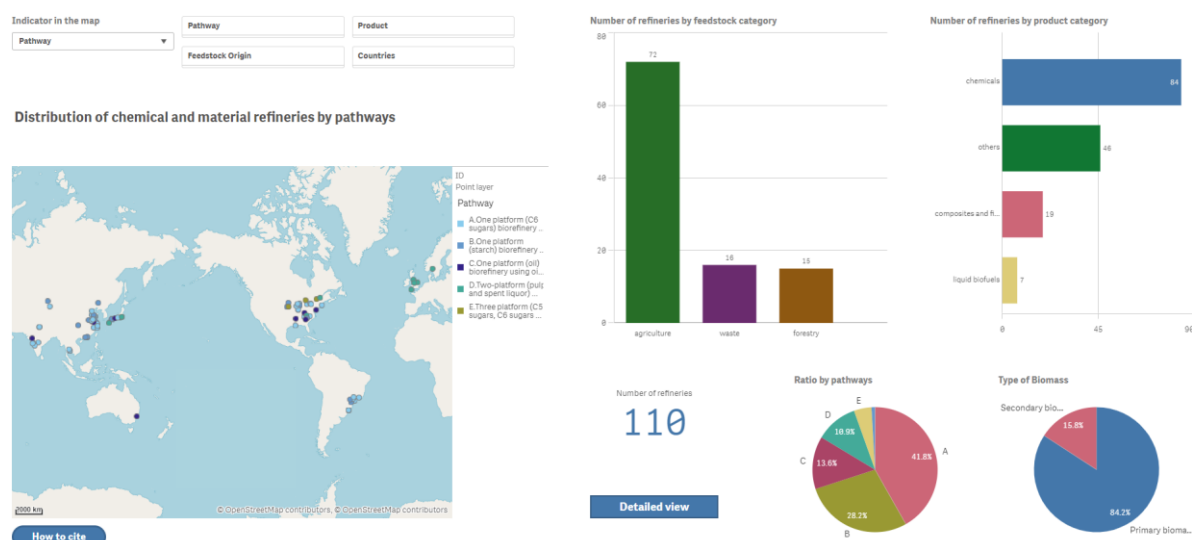 Indicator in the map
Pathway
Pathway
Product
Feedstock Origin
Countries
Distribution of chemical and material refineries by pathways
ID
Point layer
Pathway
A.One platform (C6
sugars) biorefinery ..
B.One platform
(starch) biorefinery ..
C.One platform (oil)
biorefinery using oi...
D.Two-platform (pulp
and spent liquor) ...
E.Three platform (C5
sugars, C6 sugars ...
2000 km
© OpenStreetMap contributors, © OpenStreetMap contributors
How to cite
Number of refineries by feedstock category
80
60
40
20
0
72
16
15
agriculture
waste
forestry
Number of refineries by product category
chemicals
84
others
46
composites and fi...
19
liquid biofuels
7
0
45
90
Number of refineries
110
Detailed view
Ratio by pathways
E
D
10.9%
C
13.6%
41.8%
A
28.2%
B
Type of Biomass
Secondary bio...
15.8%
84.2%
Primary bioma...